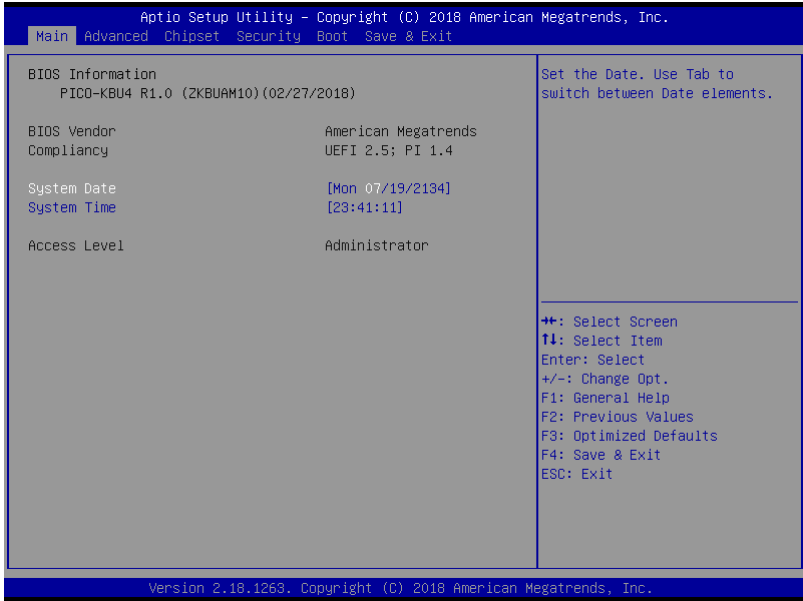 Aptio Setup Utility – Copyright (C) 2018 American Megatrends, Inc.
Main Advanced Chipset Security Boot Save & Exit
BIOS Information
PICO-KBU4 R1.0 (ZKBUAM10)(02/27/2018)
BIOS Vendor American Megatrends
Compliancy UEFI 2.5; PI 1.4
System Date [Mon 07/19/2134]
System Time [23:41:11]
Access Level Administrator
Set the Date. Use Tab to
switch between Date elements.
→←: Select Screen
↑↓: Select Item
Enter: Select
+/-: Change Opt.
F1: General Help
F2: Previous Values
F3: Optimized Defaults
F4: Save & Exit
ESC: Exit
Version 2.18.1263. Copyright (C) 2018 American Megatrends, Inc.